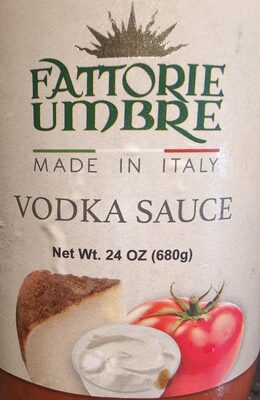 FATTORIE
UMBRE
MADE IN ITALY
VODKA SAUCE
Net Wt. 24 OZ (680g)